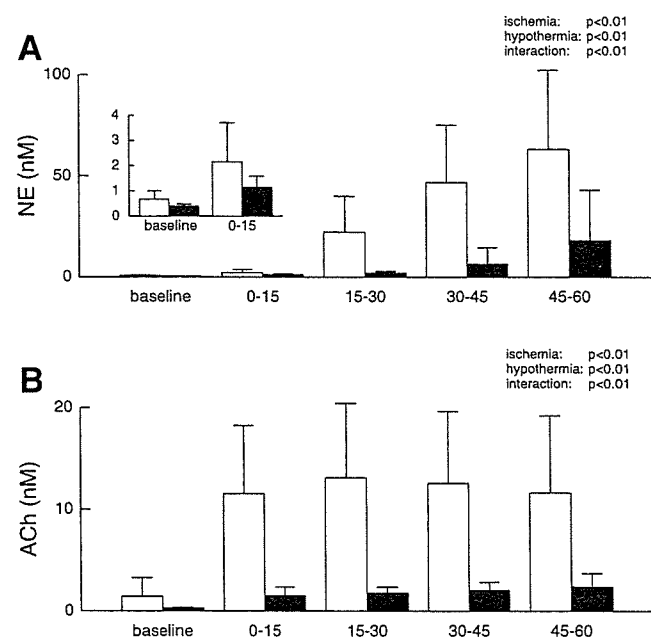 A
ischemia: p<0.01
hypothermia: p<0.01
interaction: p<0.01
NE (nM)
100
50
0
4
3
2
1
0
baseline 0-15
baseline 0-15 15-30 30-45 45-60
B
ischemia: p<0.01
hypothermia: p<0.01
interaction: p<0.01
ACh (nM)
20
10
0
baseline 0-15 15-30 30-45 45-60